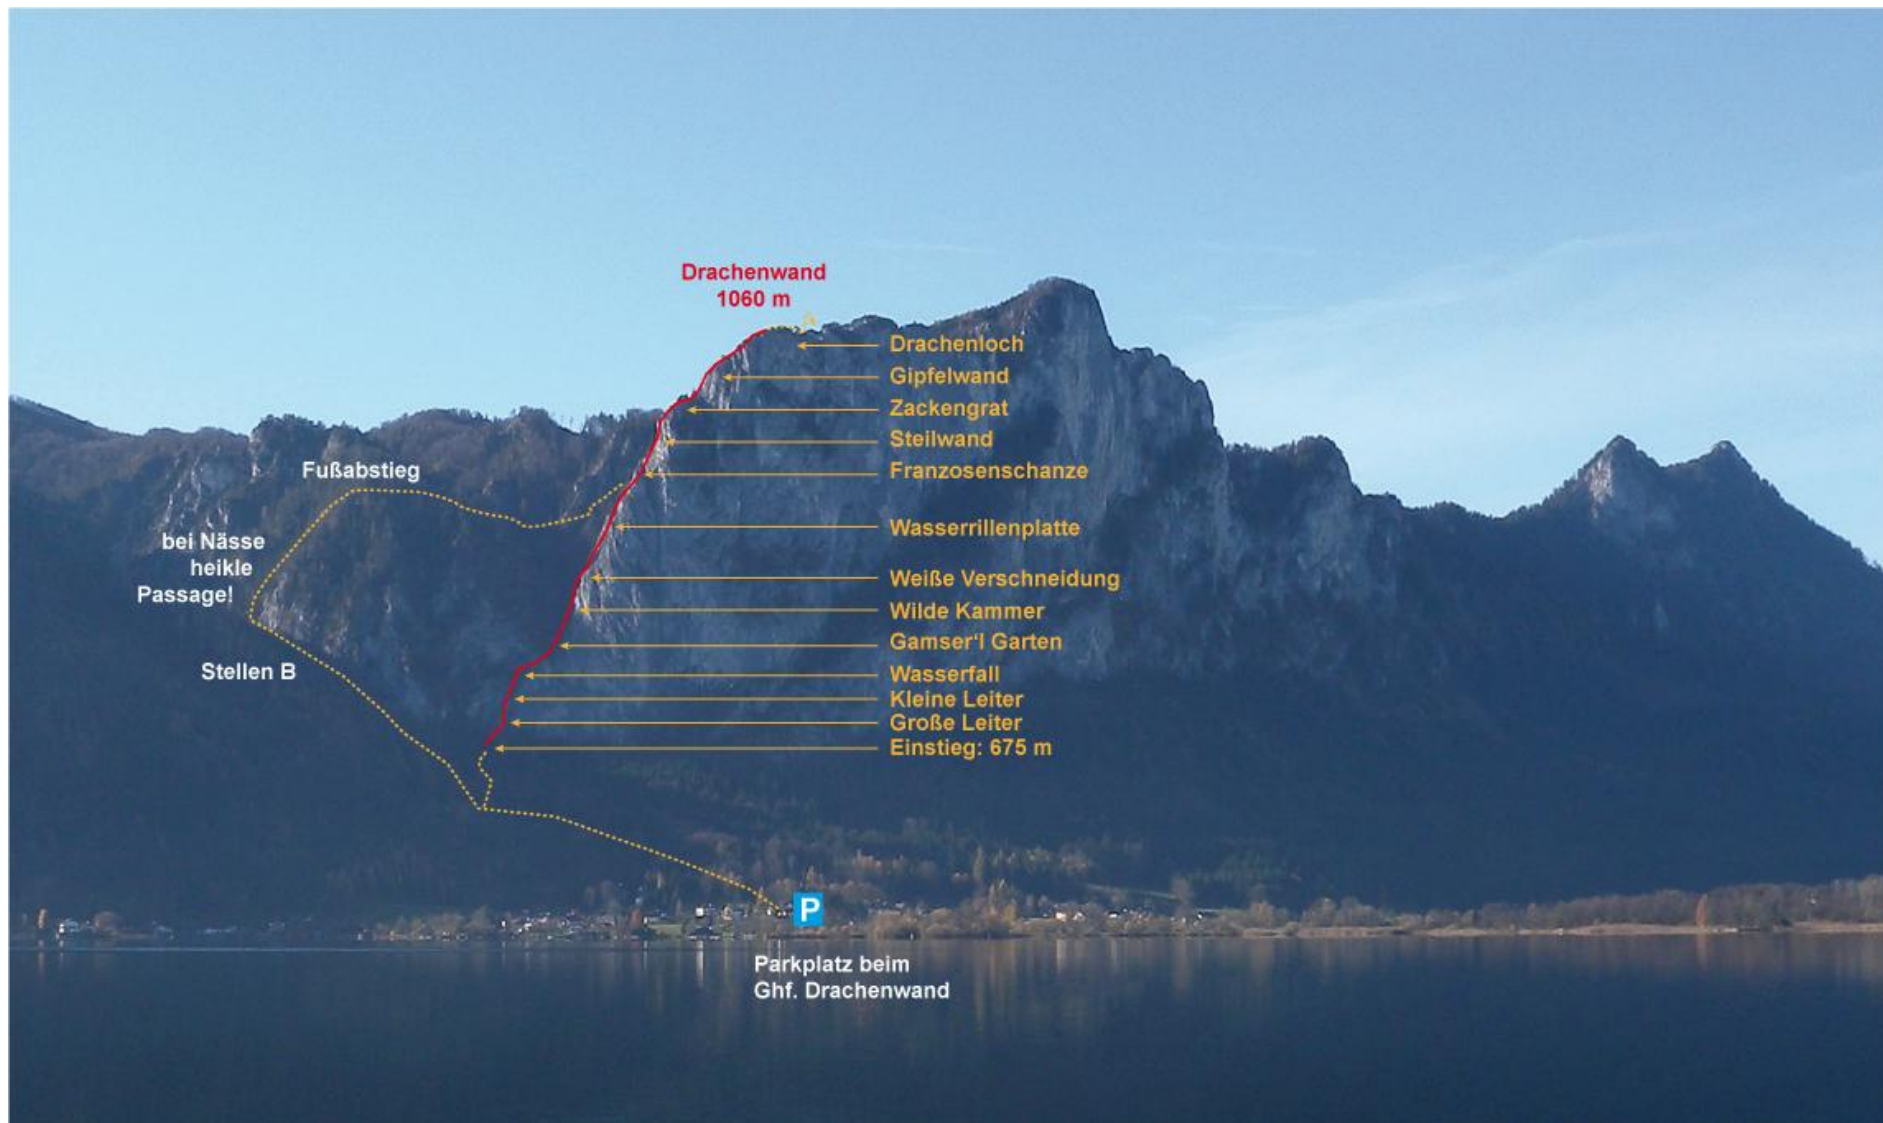 Drachenwand
1060 m
Drachenloch
Gipfelwand
Zackengrat
Steilwand
Franzosenschanze
Wasserrillenplatte
Weiße Verschneidung
Wilde Kammer
Gamser'l Garten
Wasserfall
Kleine Leiter
Große Leiter
Einstieg: 675 m
Fußabstieg
bei Nässe
heikle
Passage!
Stellen B
P
Parkplatz beim
Ghf. Drachenwand